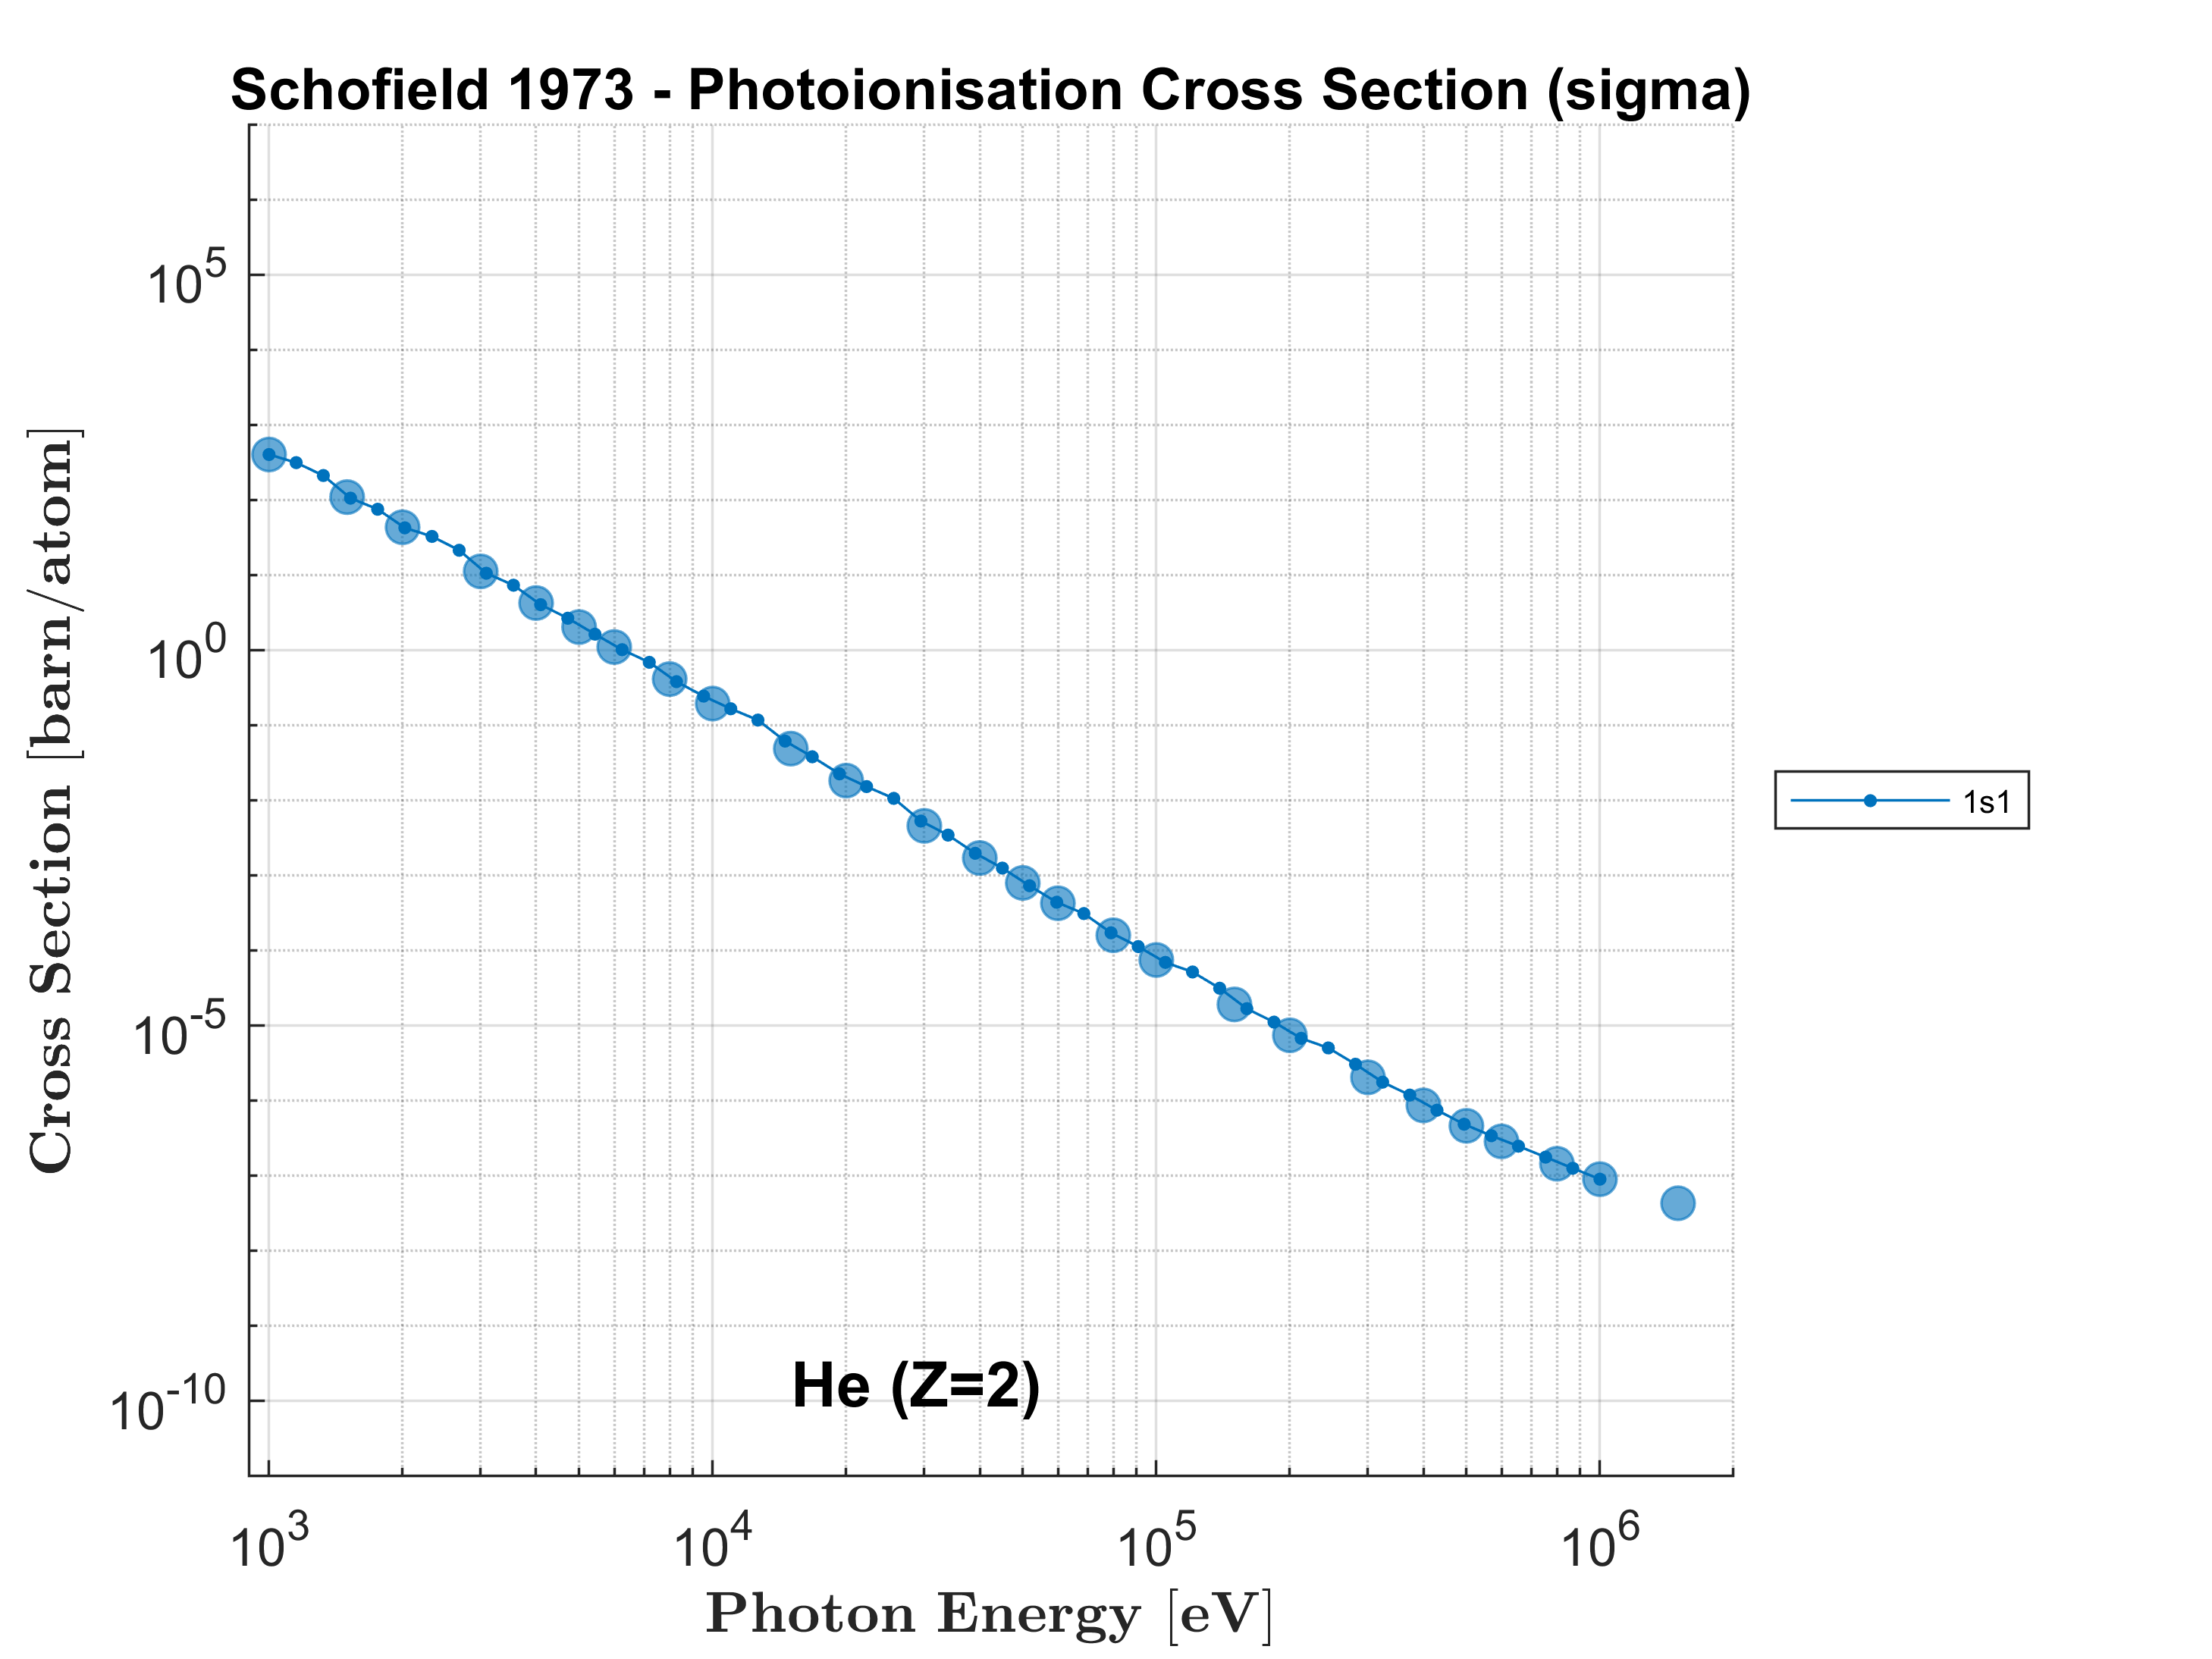 Schofield 1973 - Photoionisation Cross Section (sigma)
Cross Section [barn/atom]
10^5
10^0
10^-5
10^-10
1s1
He (Z=2)
10^3 10^4 10^5 10^6
Photon Energy [eV]